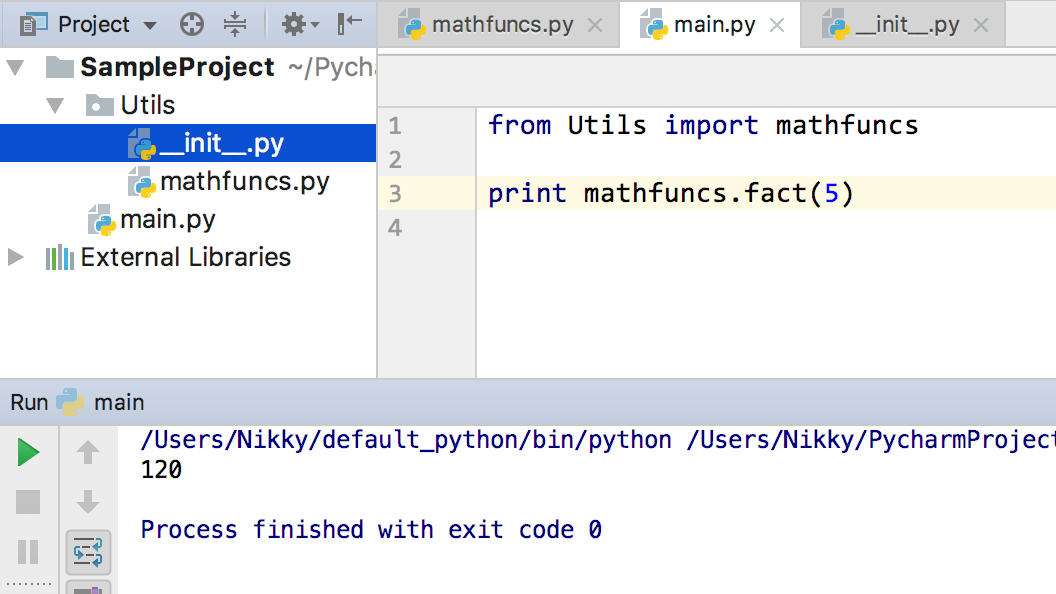 Project
mathfuncs.py
main.py
__init__.py
SampleProject ~/Pych
Utils
__init__.py
mathfuncs.py
main.py
External Libraries
1 from Utils import mathfuncs
2
3 print mathfuncs.fact(5)
4
Run main
/Users/Nikky/default_python/bin/python /Users/Nikky/PycharmProject
120
Process finished with exit code 0